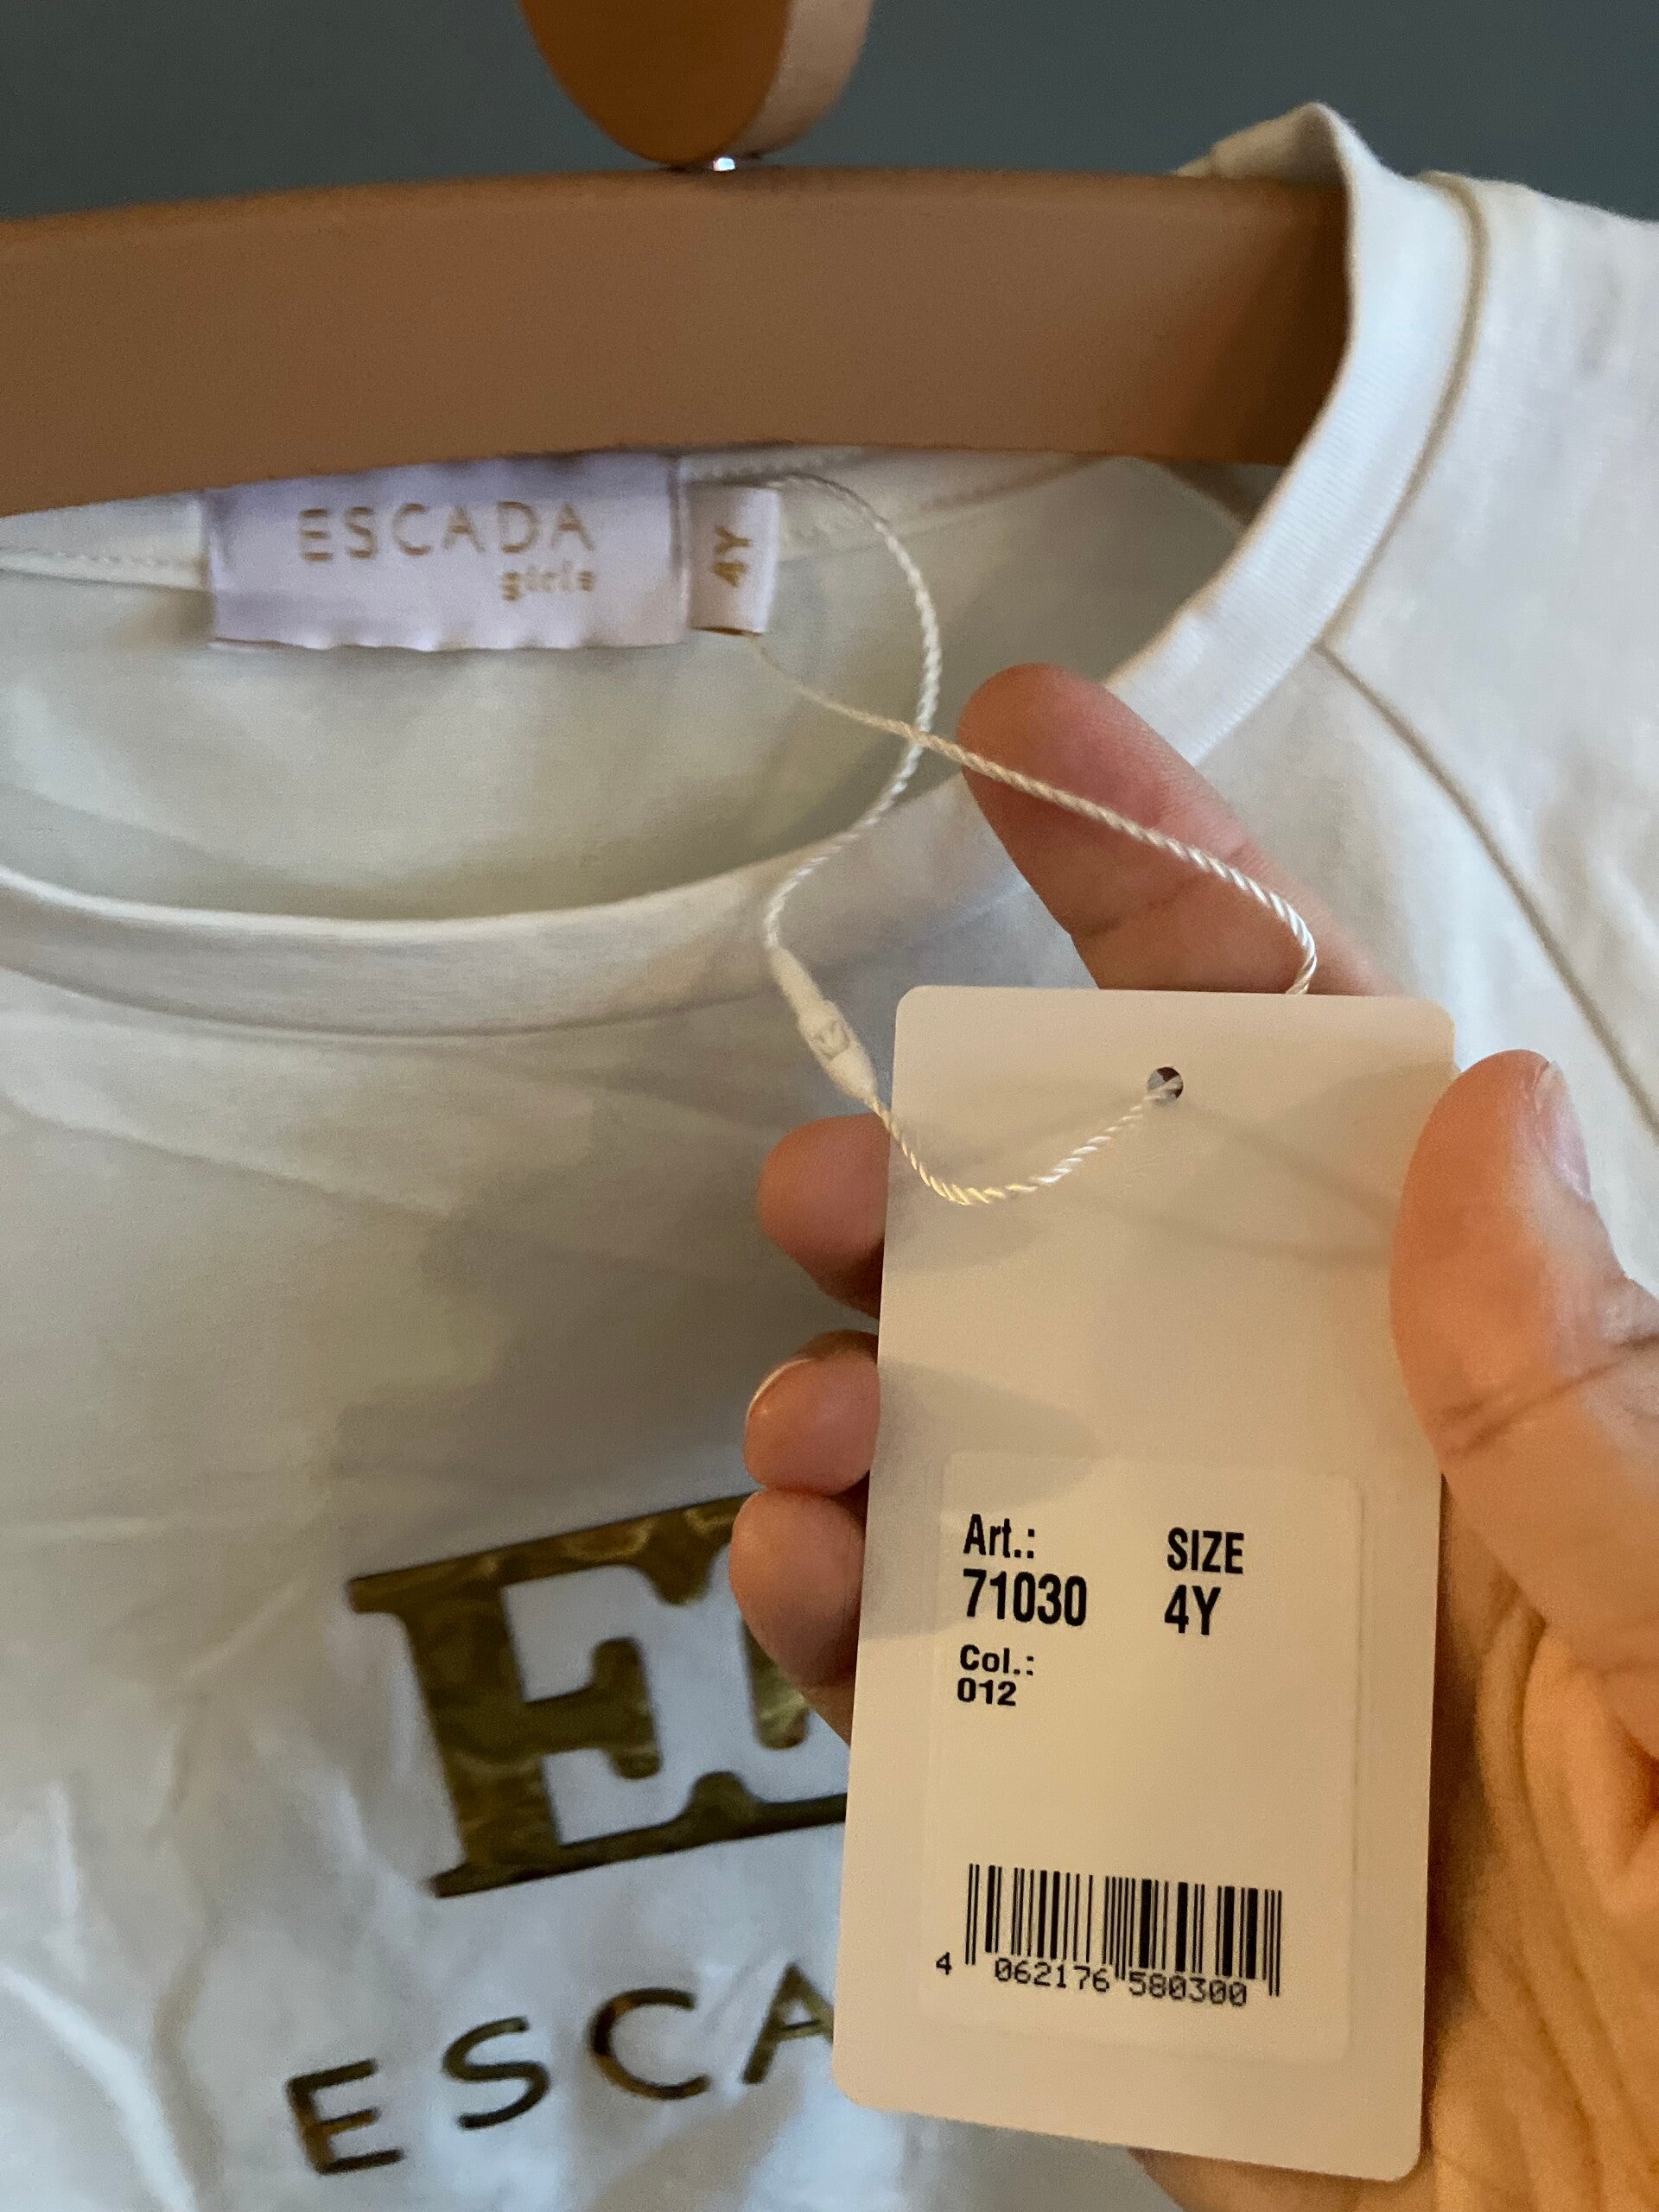 ESCADA
girls
4Y
Art.: SIZE
71030 4Y
Col.:
012
4 062176 580300
E
ESCA